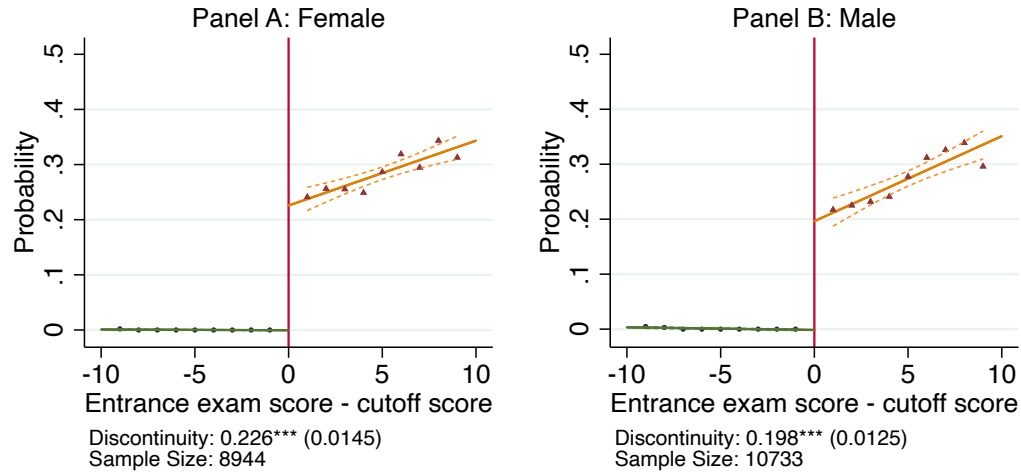 Panel A: Female
Probability
.5
.4
.3
.2
.1
0
-10 -5 0 5 10
Entrance exam score - cutoff score
Discontinuity: 0.226*** (0.0145)
Sample Size: 8944
Panel B: Male
Probability
.5
.4
.3
.2
.1
0
-10 -5 0 5 10
Entrance exam score - cutoff score
Discontinuity: 0.198*** (0.0125)
Sample Size: 10733